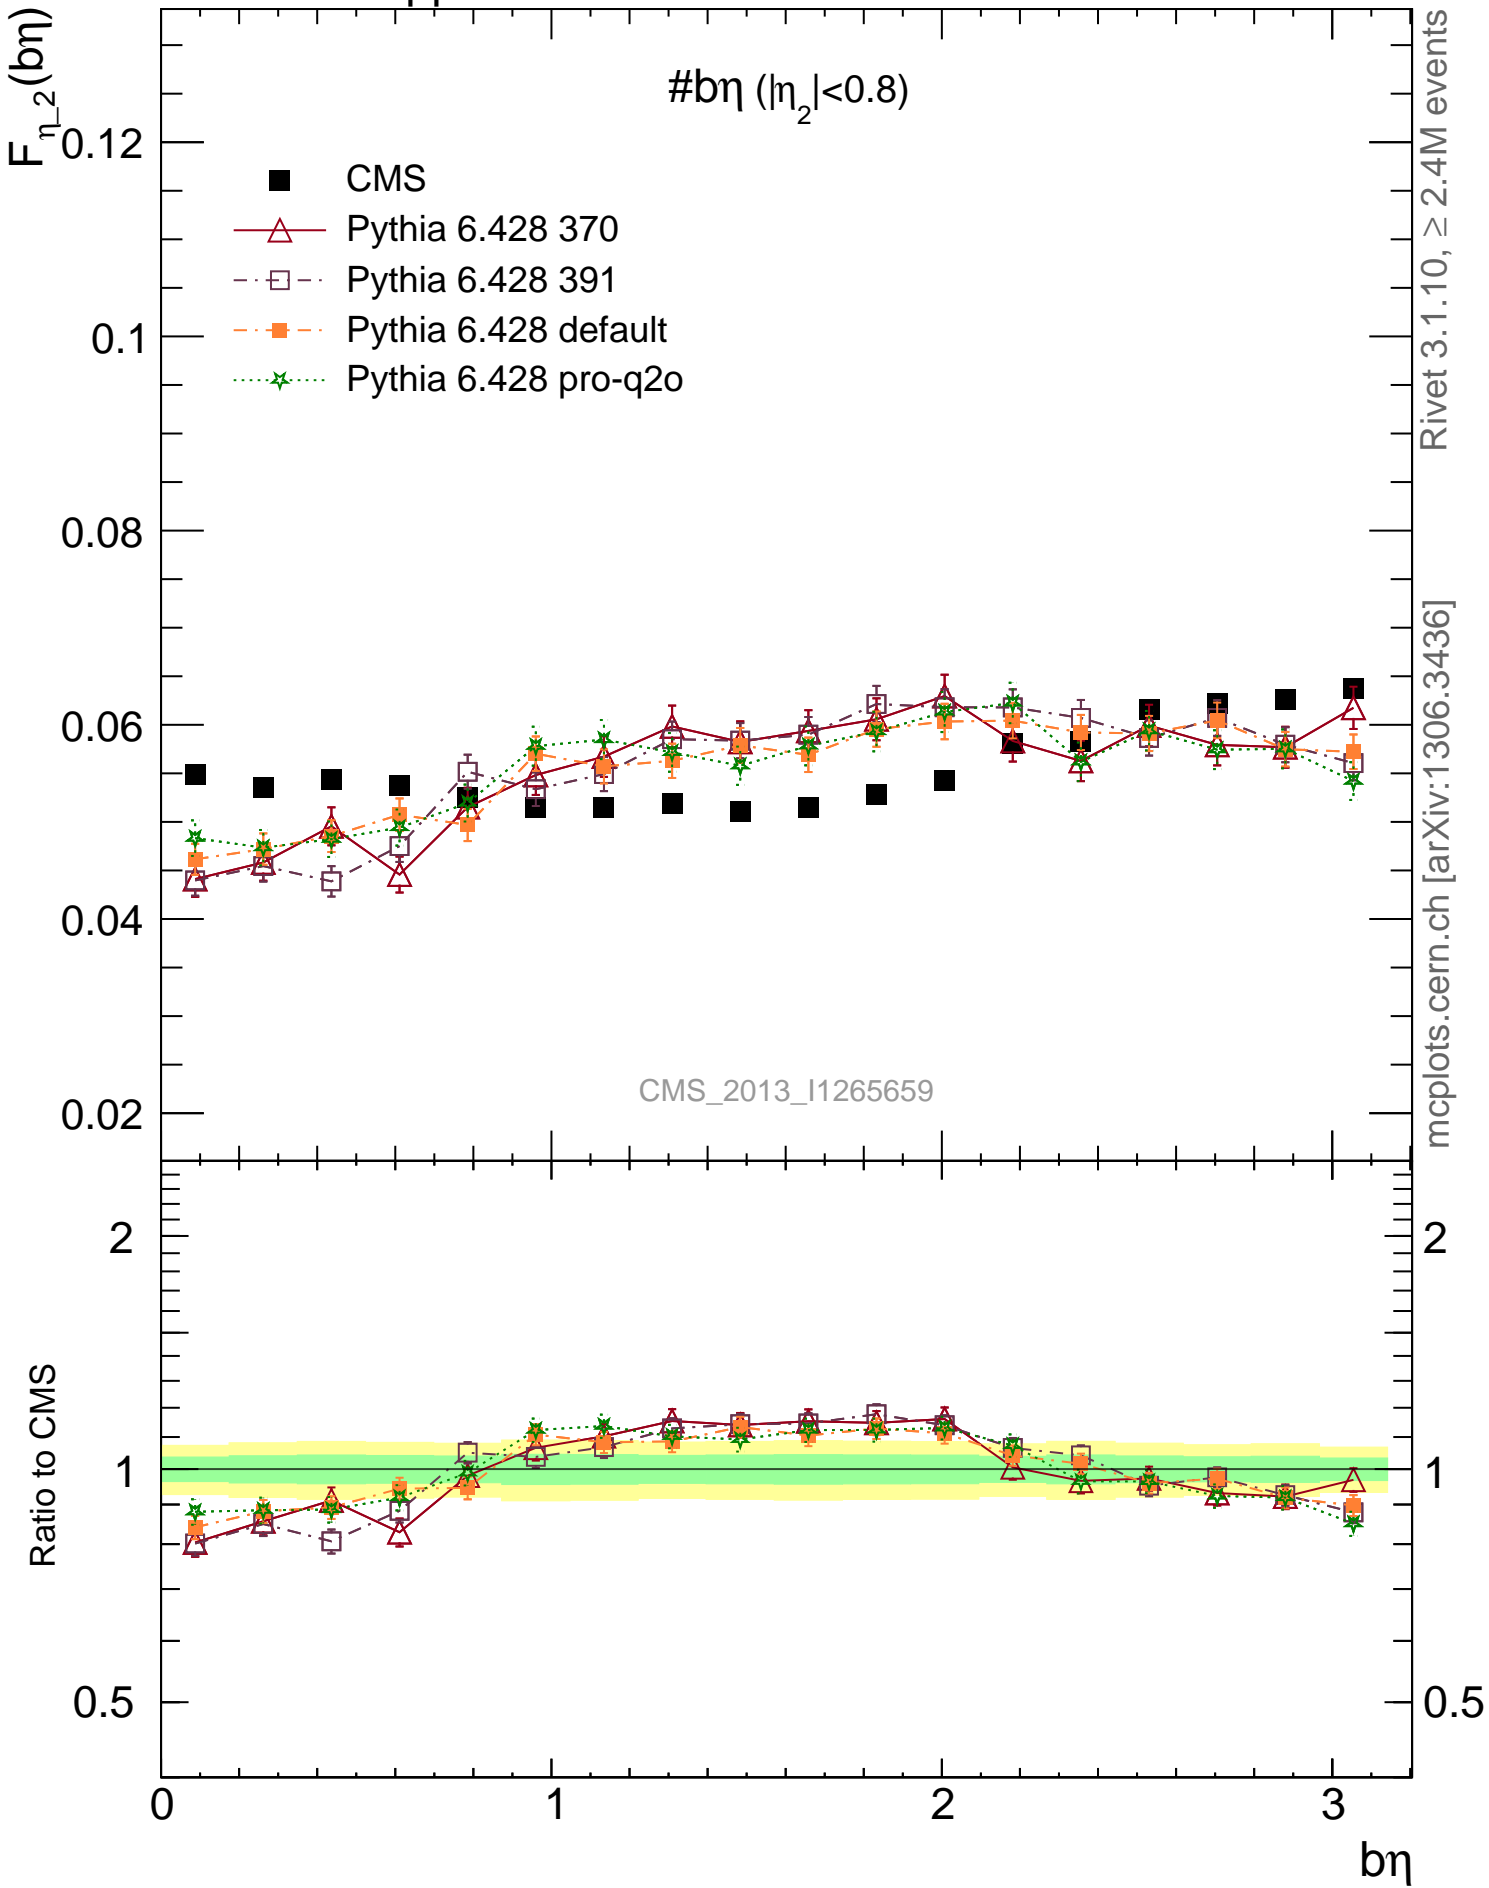 #bη (|η₂|<0.8)
F η_2 (bη)
CMS
Pythia 6.428 370
Pythia 6.428 391
Pythia 6.428 default
Pythia 6.428 pro-q2o
0.12
0.1
0.08
0.06
0.04
0.02
CMS_2013_I1265659
Rivet 3.1.10, ≥ 2.4M events
mcplots.cern.ch [arXiv:1306.3436]
Ratio to CMS
2
1
0.5
2
1
0.5
0
1
2
3
bη